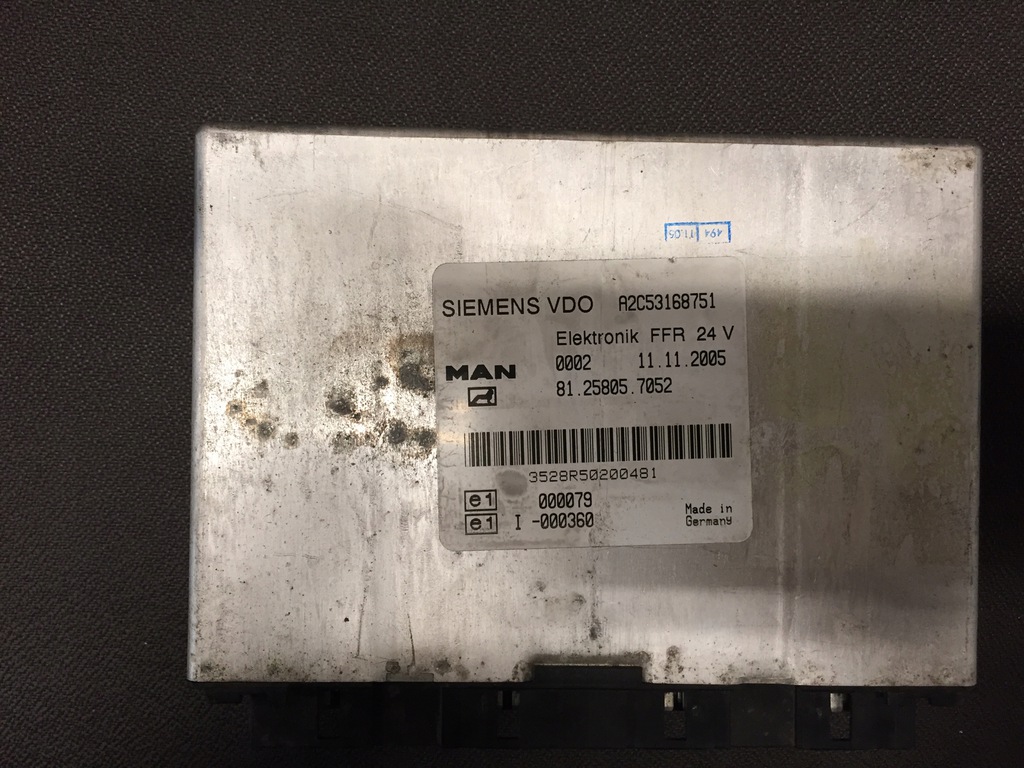 494 11.05
SIEMENS VDO A2C53168751
Elektronik FFR 24 V
0002 11.11.2005
MAN
81.25805.7052
3528R50200481
e1 000079
e1 I -000360
Made in
Germany